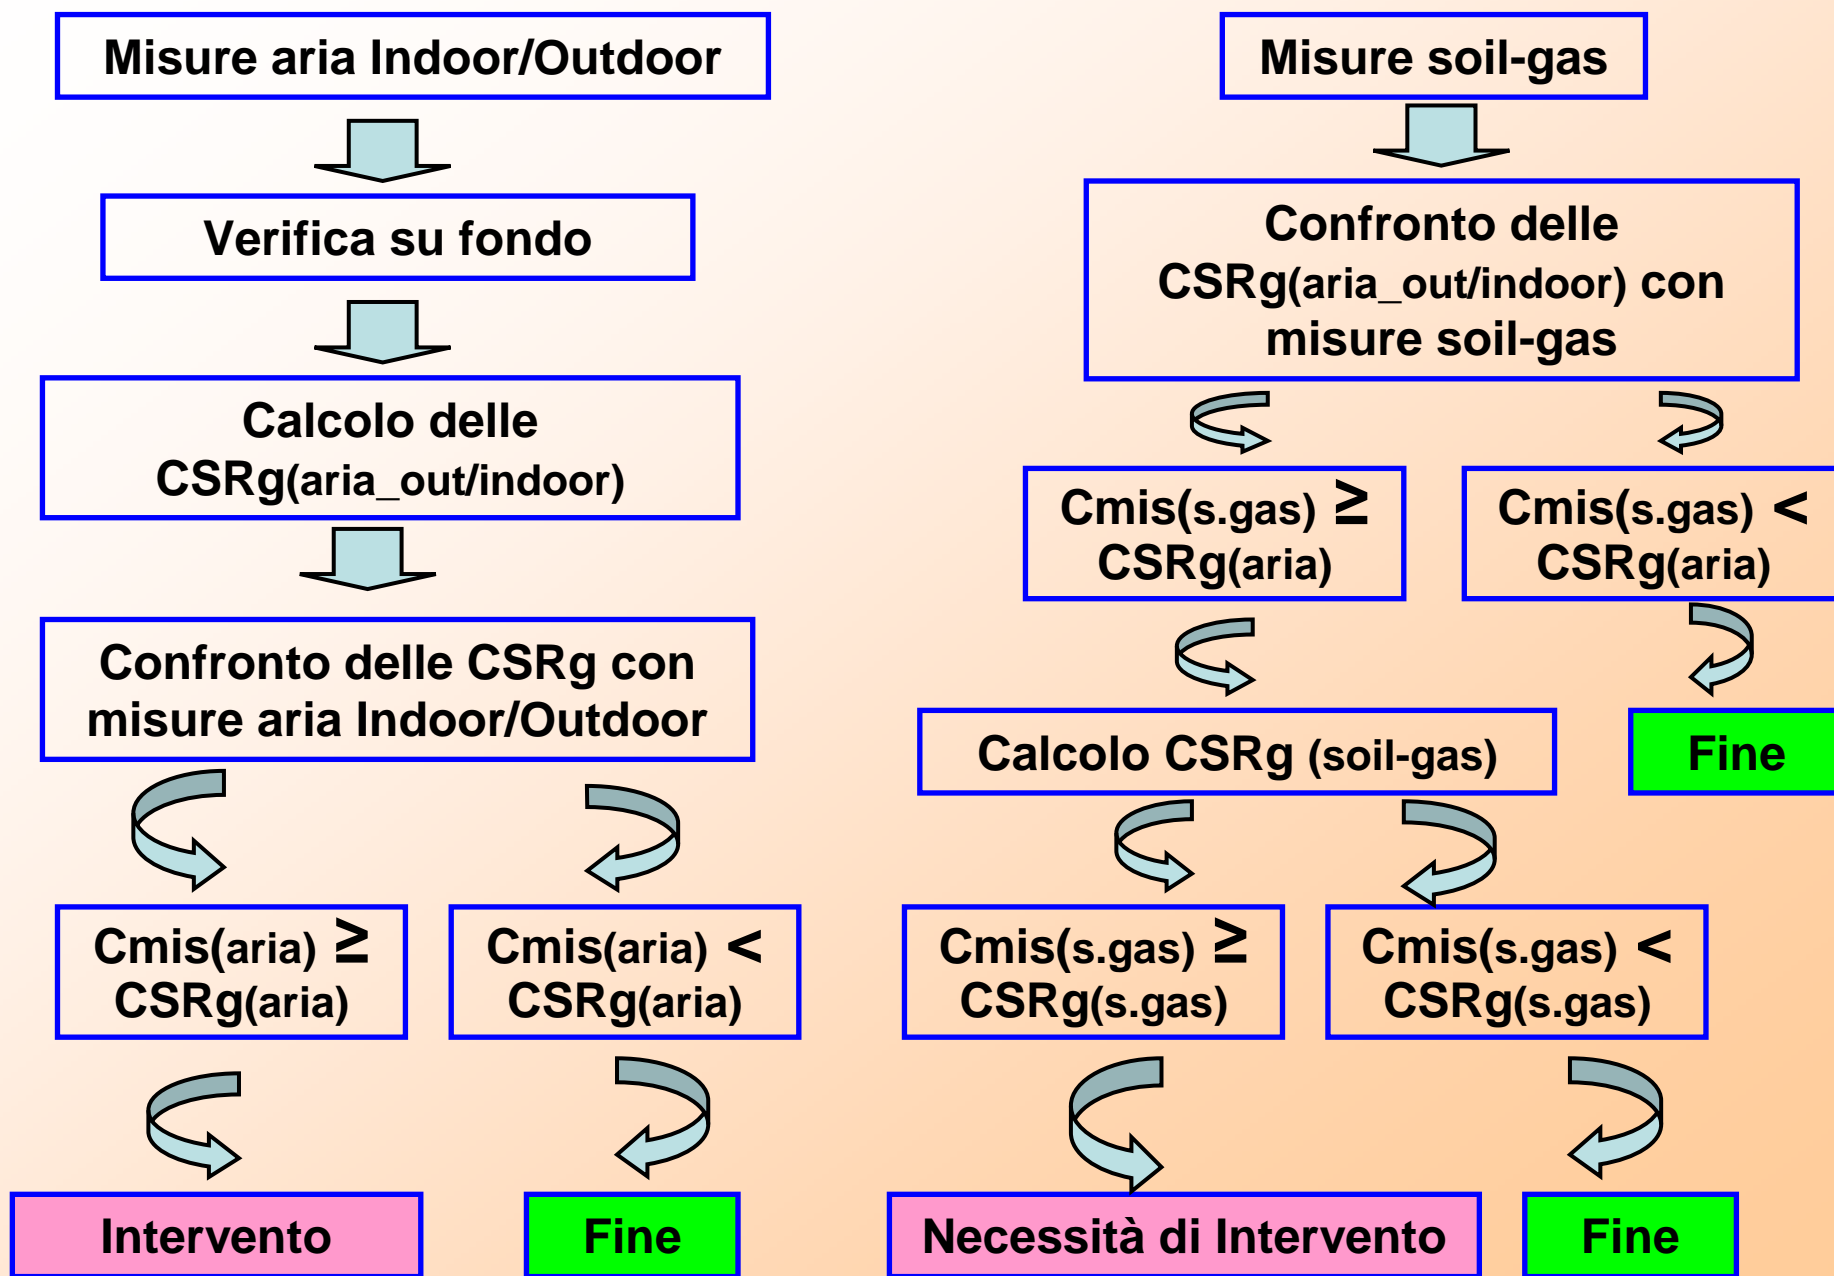 Misure aria Indoor/Outdoor
Verifica su fondo
Calcolo delle
CSRg(aria_out/indoor)
Confronto delle CSRg con
misure aria Indoor/Outdoor
Cmis(aria) ≥
CSRg(aria)
Cmis(aria) <
CSRg(aria)
Intervento
Fine
Misure soil-gas
Confronto delle
CSRg(aria_out/indoor) con
misure soil-gas
Cmis(s.gas) ≥
CSRg(aria)
Cmis(s.gas) <
CSRg(aria)
Calcolo CSRg (soil-gas)
Fine
Cmis(s.gas) ≥
CSRg(s.gas)
Cmis(s.gas) <
CSRg(s.gas)
Necessità di Intervento
Fine